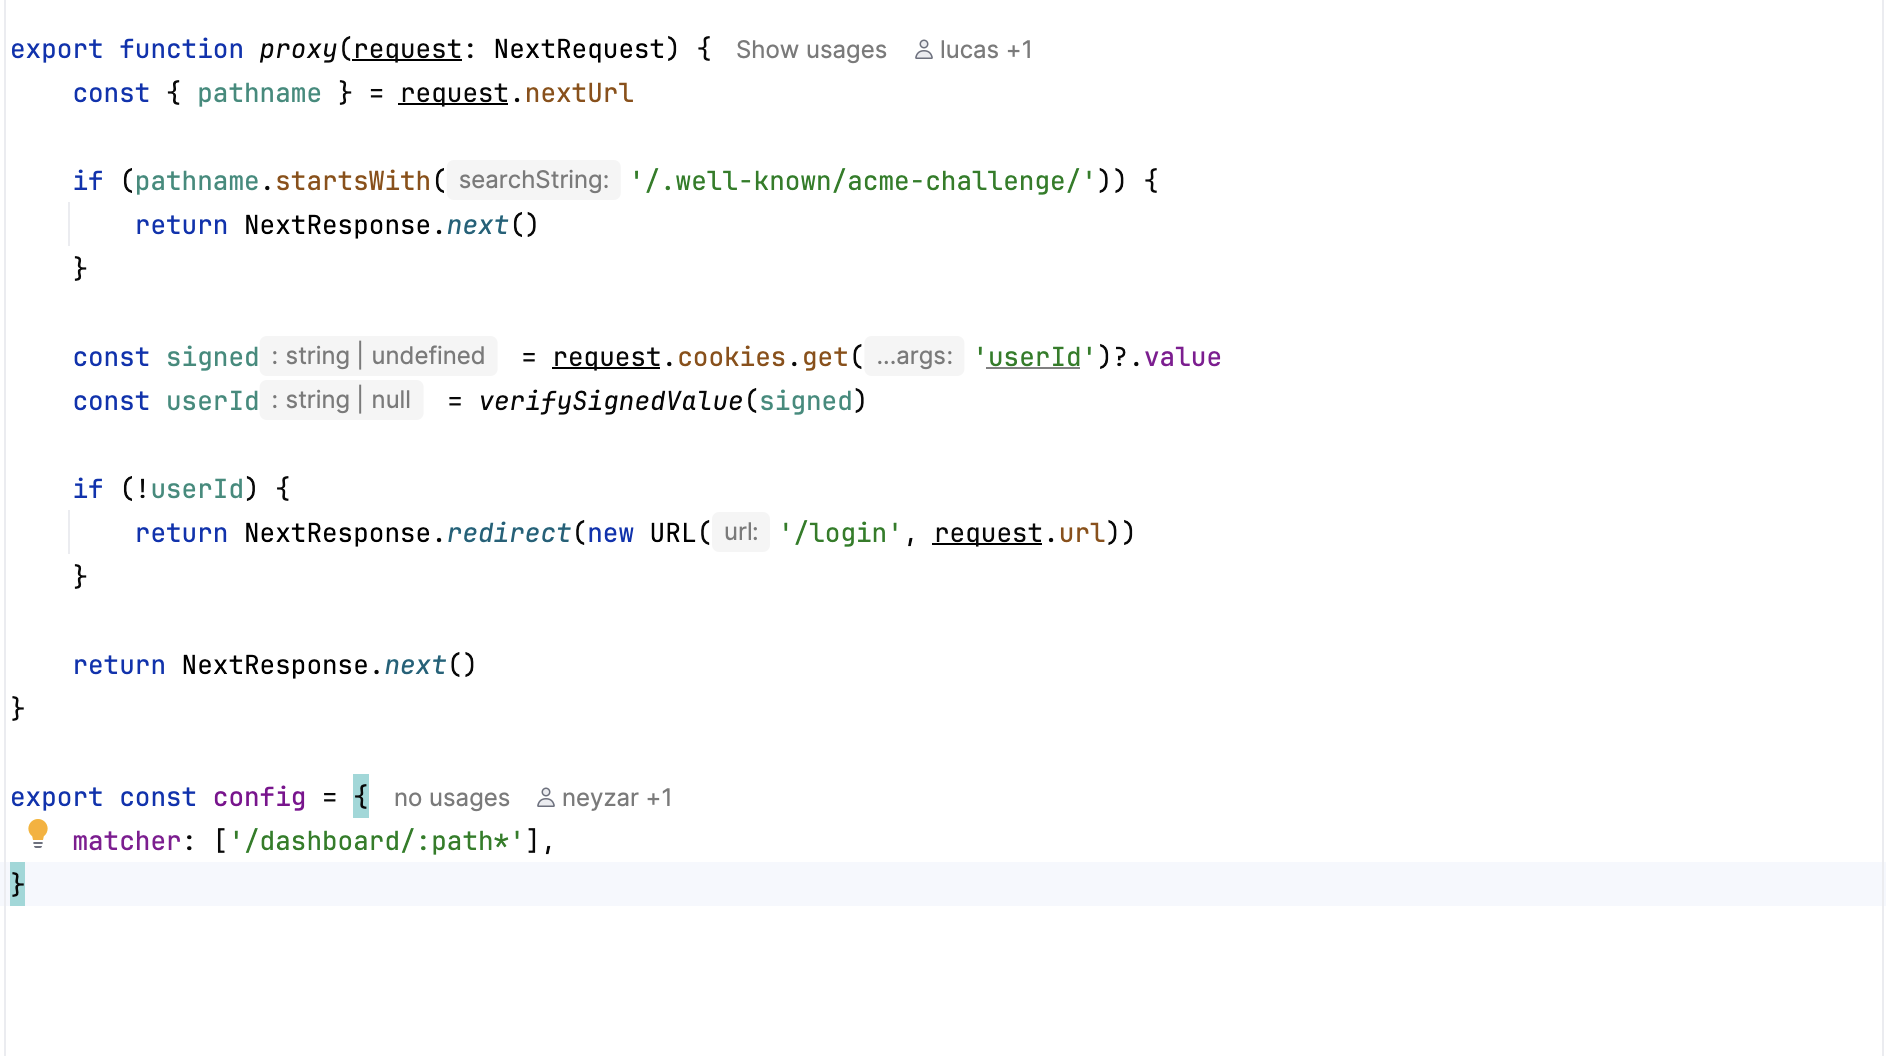 export function proxy(request: NextRequest) { Show usages lucas +1
    const { pathname } = request.nextUrl
    if (pathname.startsWith( searchString: '/.well-known/acme-challenge/')) {
        return NextResponse.next()
    }
    const signed : string | undefined = request.cookies.get( ...args: 'userId')?.value
    const userId : string | null = verifySignedValue(signed)
    if (!userId) {
        return NextResponse.redirect(new URL( url: '/login', request.url))
    }
    return NextResponse.next()
}
export const config = { no usages neyzar +1
    matcher: ['/dashboard/:path*'],
}